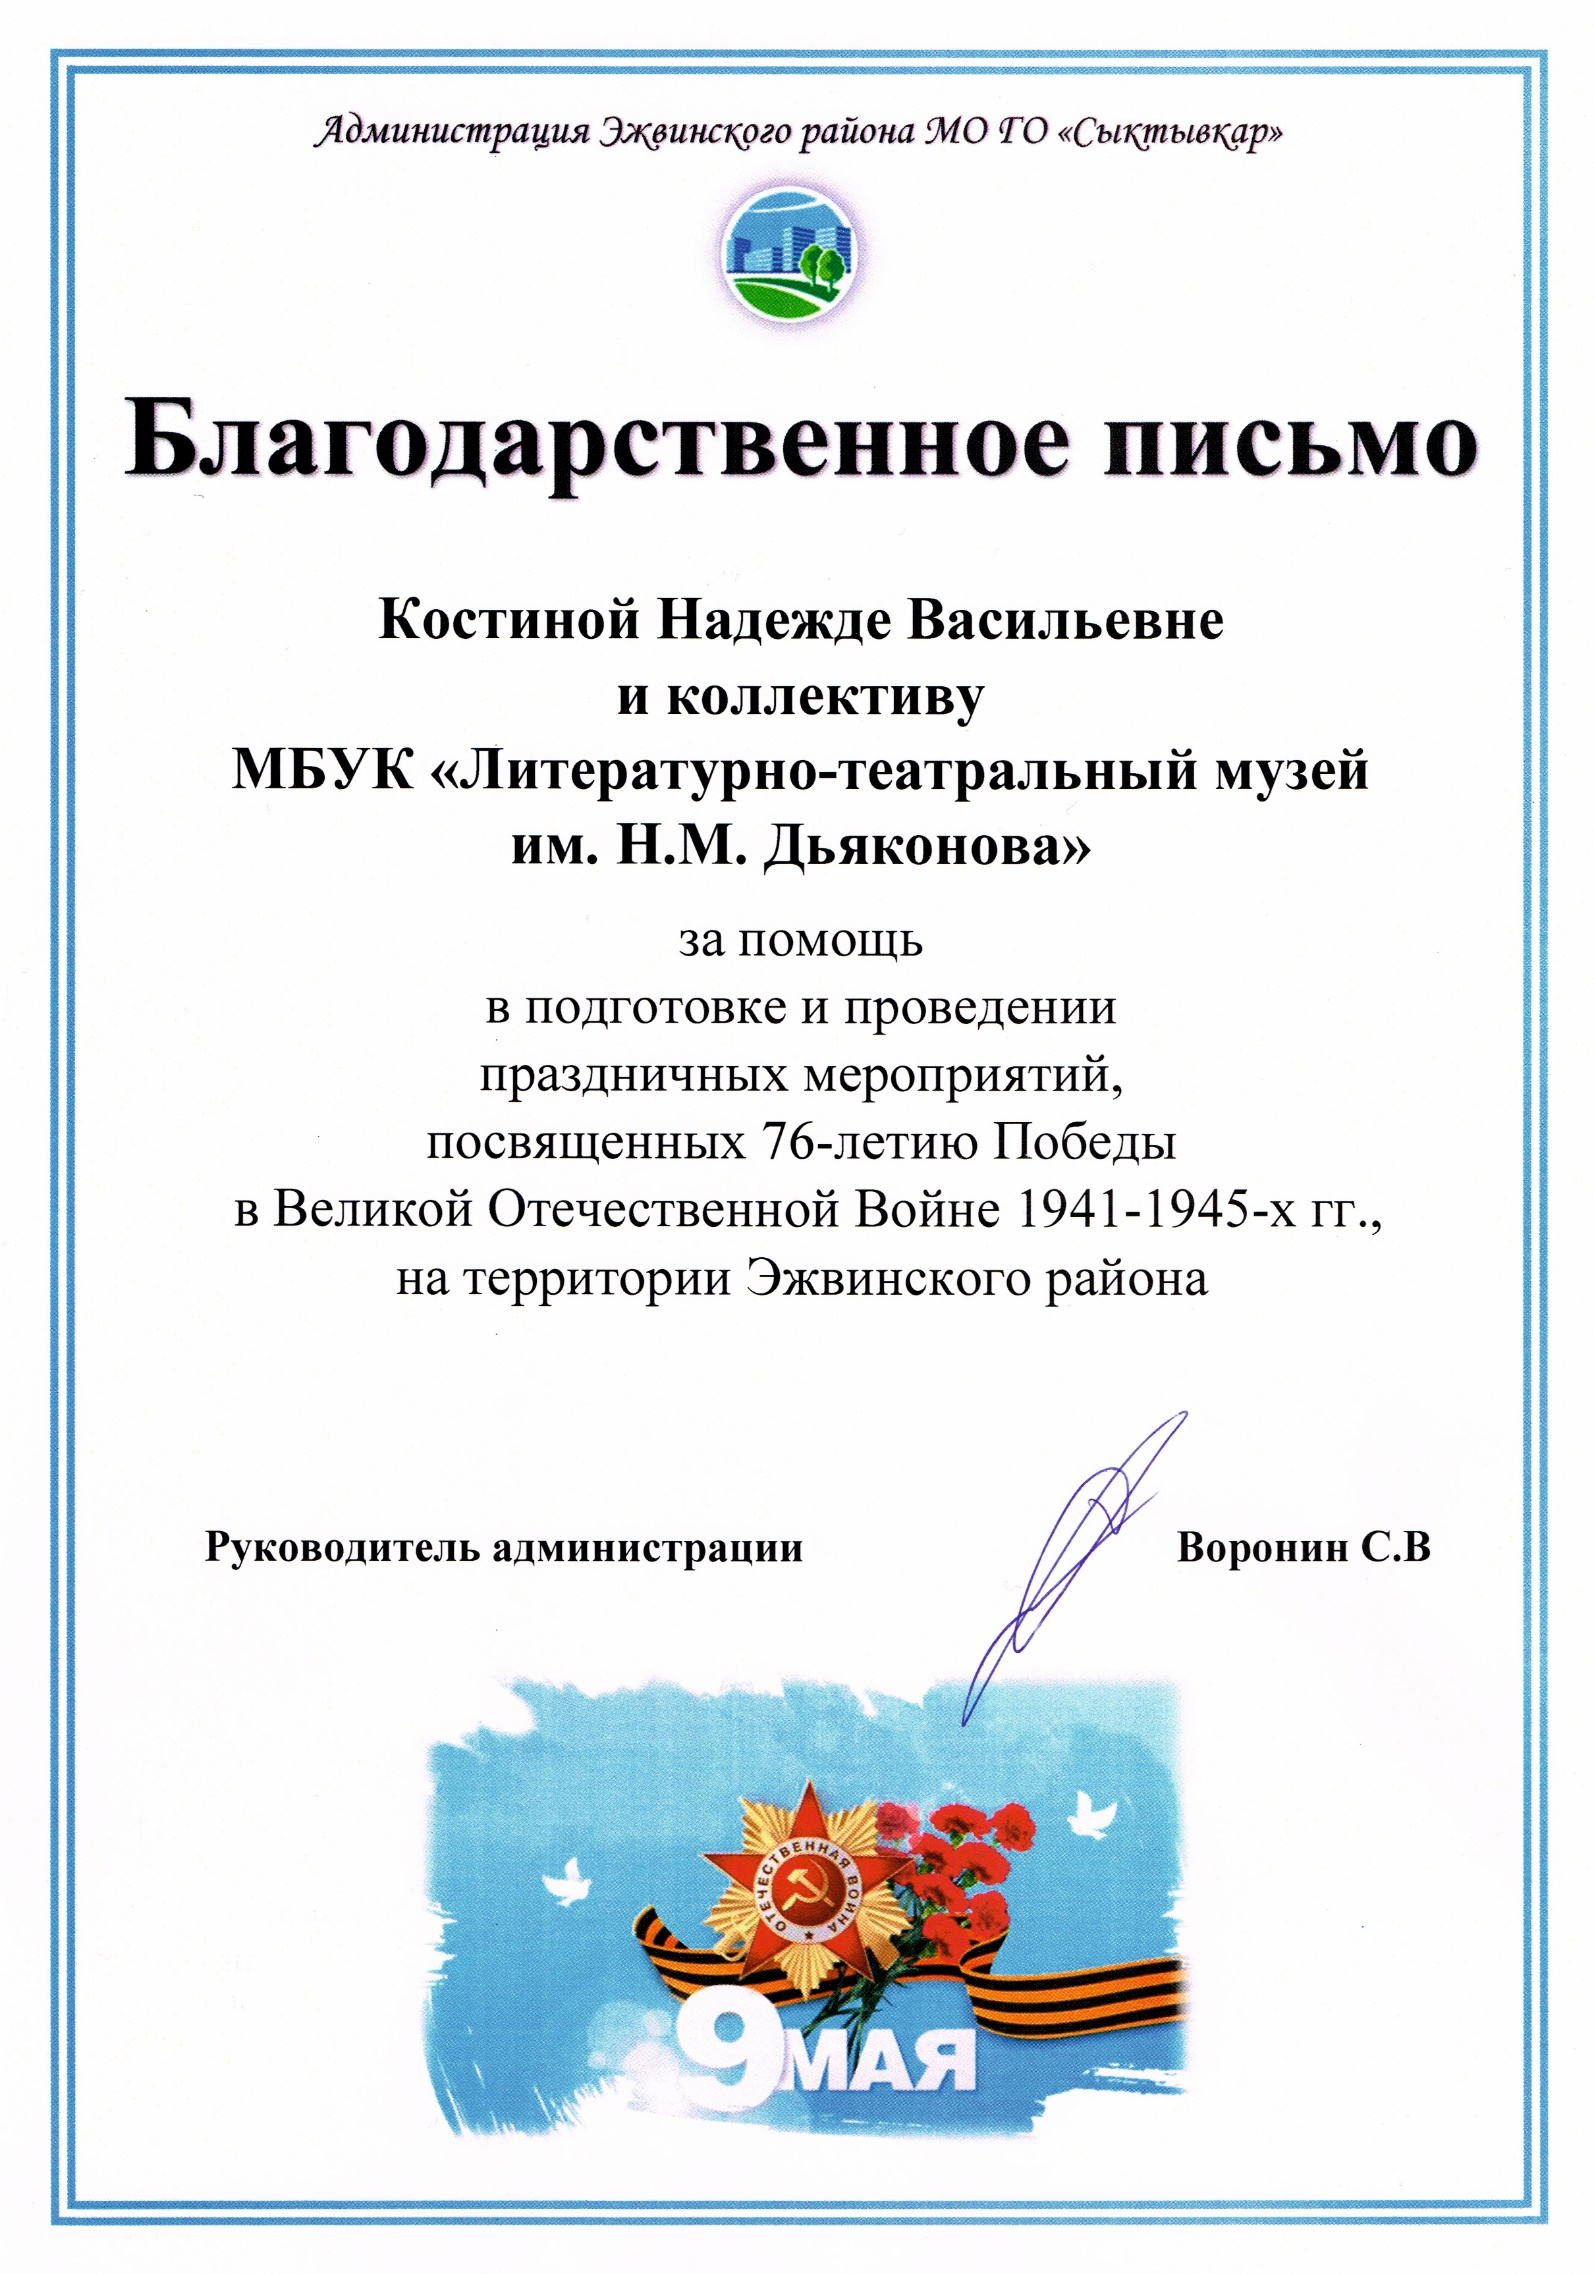 Администрация Эжвинского района МО ГО «Сыктывкар»
Благодарственное письмо
Костиной Надежде Васильевне
и коллективу
МБУК «Литературно-театральный музей
им. Н.М. Дьяконова»
за помощь
в подготовке и проведении
праздничных мероприятий,
посвященных 76-летию Победы
в Великой Отечественной Войне 1941-1945-х гг.,
на территории Эжвинского района
Руководитель администрации Воронин С.В
ОТЕЧЕСТВЕННАЯ ВОЙНА
9 МАЯ